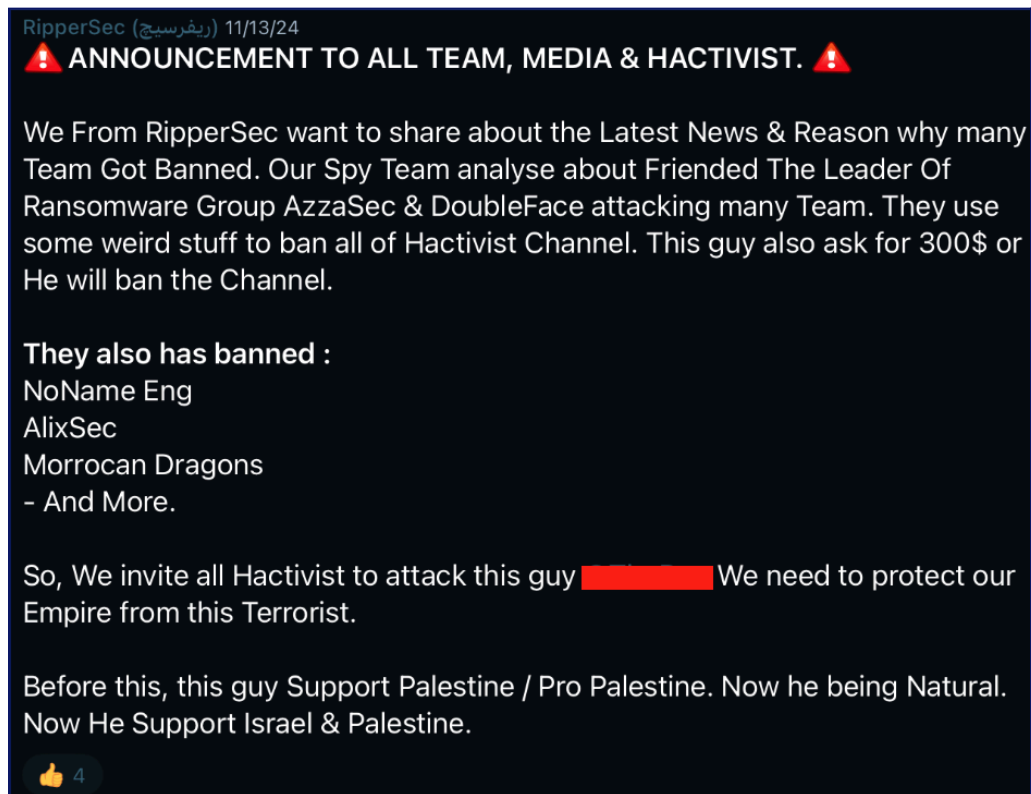 RipperSec (ريفرسيچ) 11/13/24
⚠️ ANNOUNCEMENT TO ALL TEAM, MEDIA & HACTIVIST. ⚠️
We From RipperSec want to share about the Latest News & Reason why many
Team Got Banned. Our Spy Team analyse about Friended The Leader Of
Ransomware Group AzzaSec & DoubleFace attacking many Team. They use
some weird stuff to ban all of Hactivist Channel. This guy also ask for 300$ or
He will ban the Channel.
They also has banned :
NoName Eng
AlixSec
Morrocan Dragons
- And More.
So, We invite all Hactivist to attack this guy We need to protect our
Empire from this Terrorist.
Before this, this guy Support Palestine / Pro Palestine. Now he being Natural.
Now He Support Israel & Palestine.
👍 4